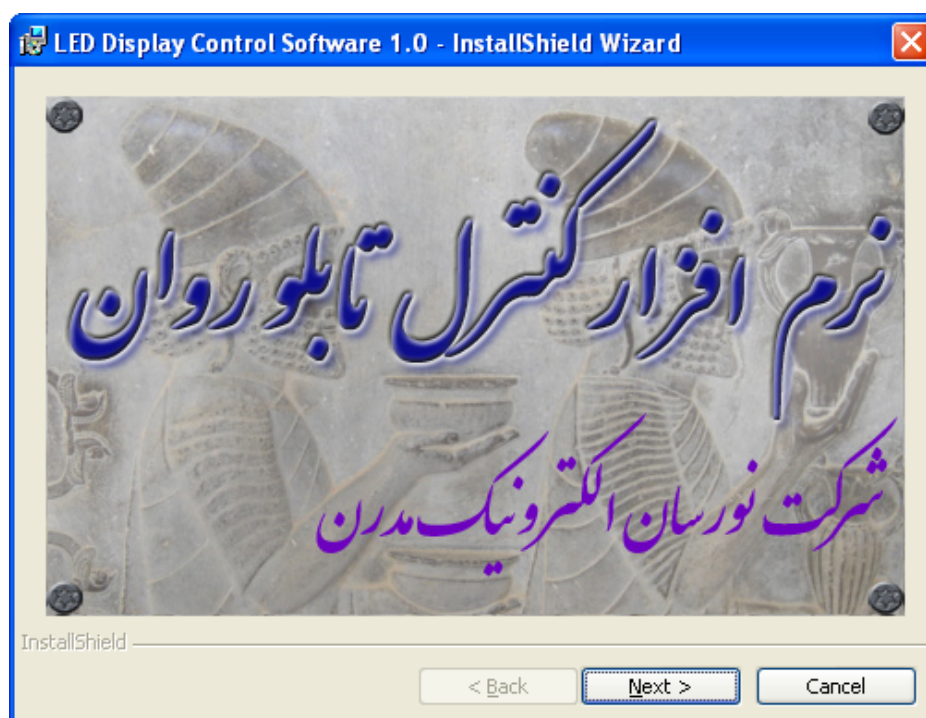 LED Display Control Software 1.0 - InstallShield Wizard
نرم افزار کنترل تابلو روان
شرکت نورسان الکترونیک مدرن
InstallShield
< Back Next > Cancel